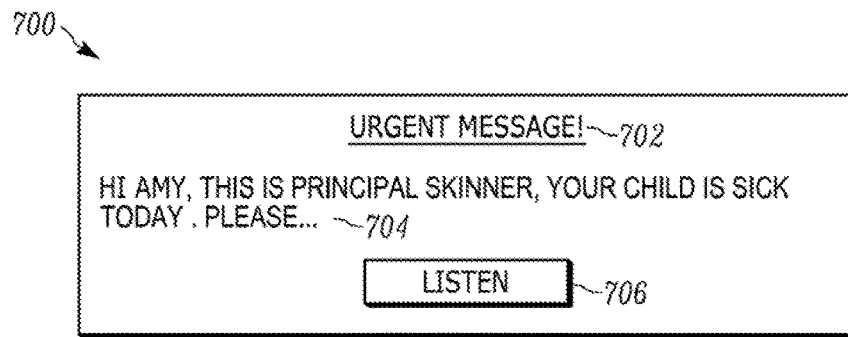 700
URGENT MESSAGE! 702
HI AMY, THIS IS PRINCIPAL SKINNER, YOUR CHILD IS SICK
TODAY . PLEASE... 704
LISTEN 706